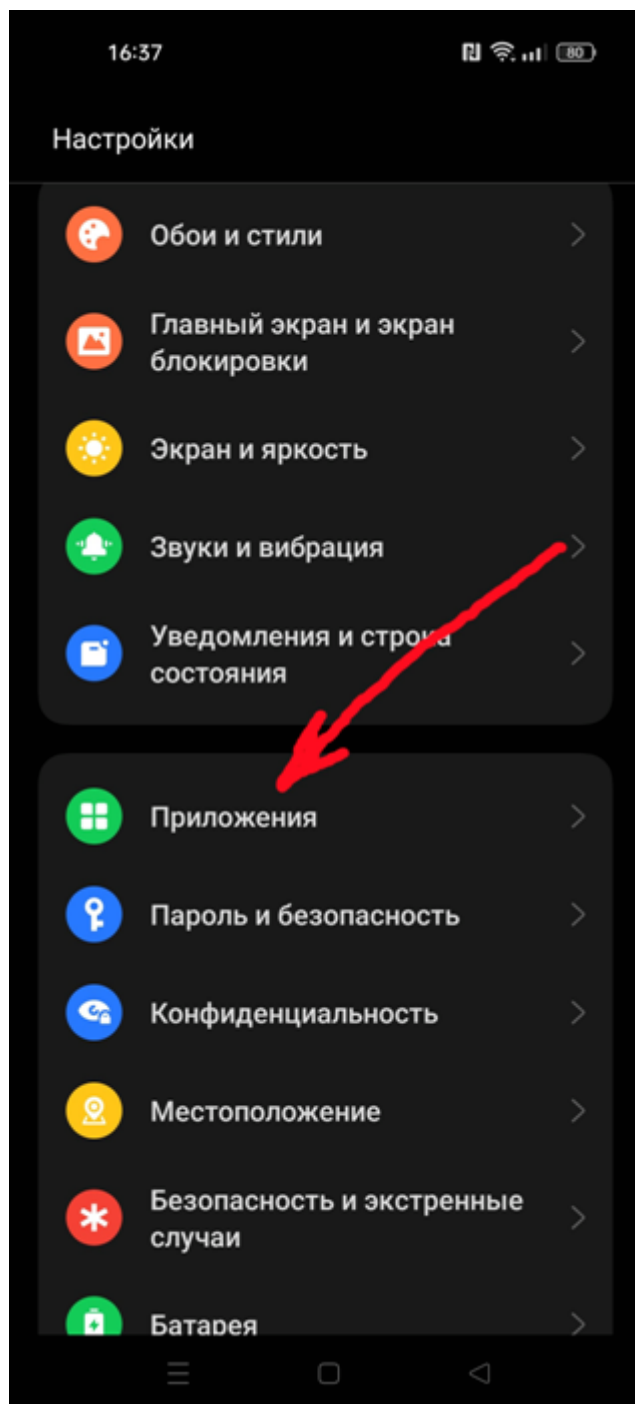 16:37
80
Настройки
Обои и стили
Главный экран и экран
блокировки
Экран и яркость
Звуки и вибрация
Уведомления и строка
состояния
Приложения
Пароль и безопасность
Конфиденциальность
Местоположение
Безопасность и экстренные
случаи
Батарея